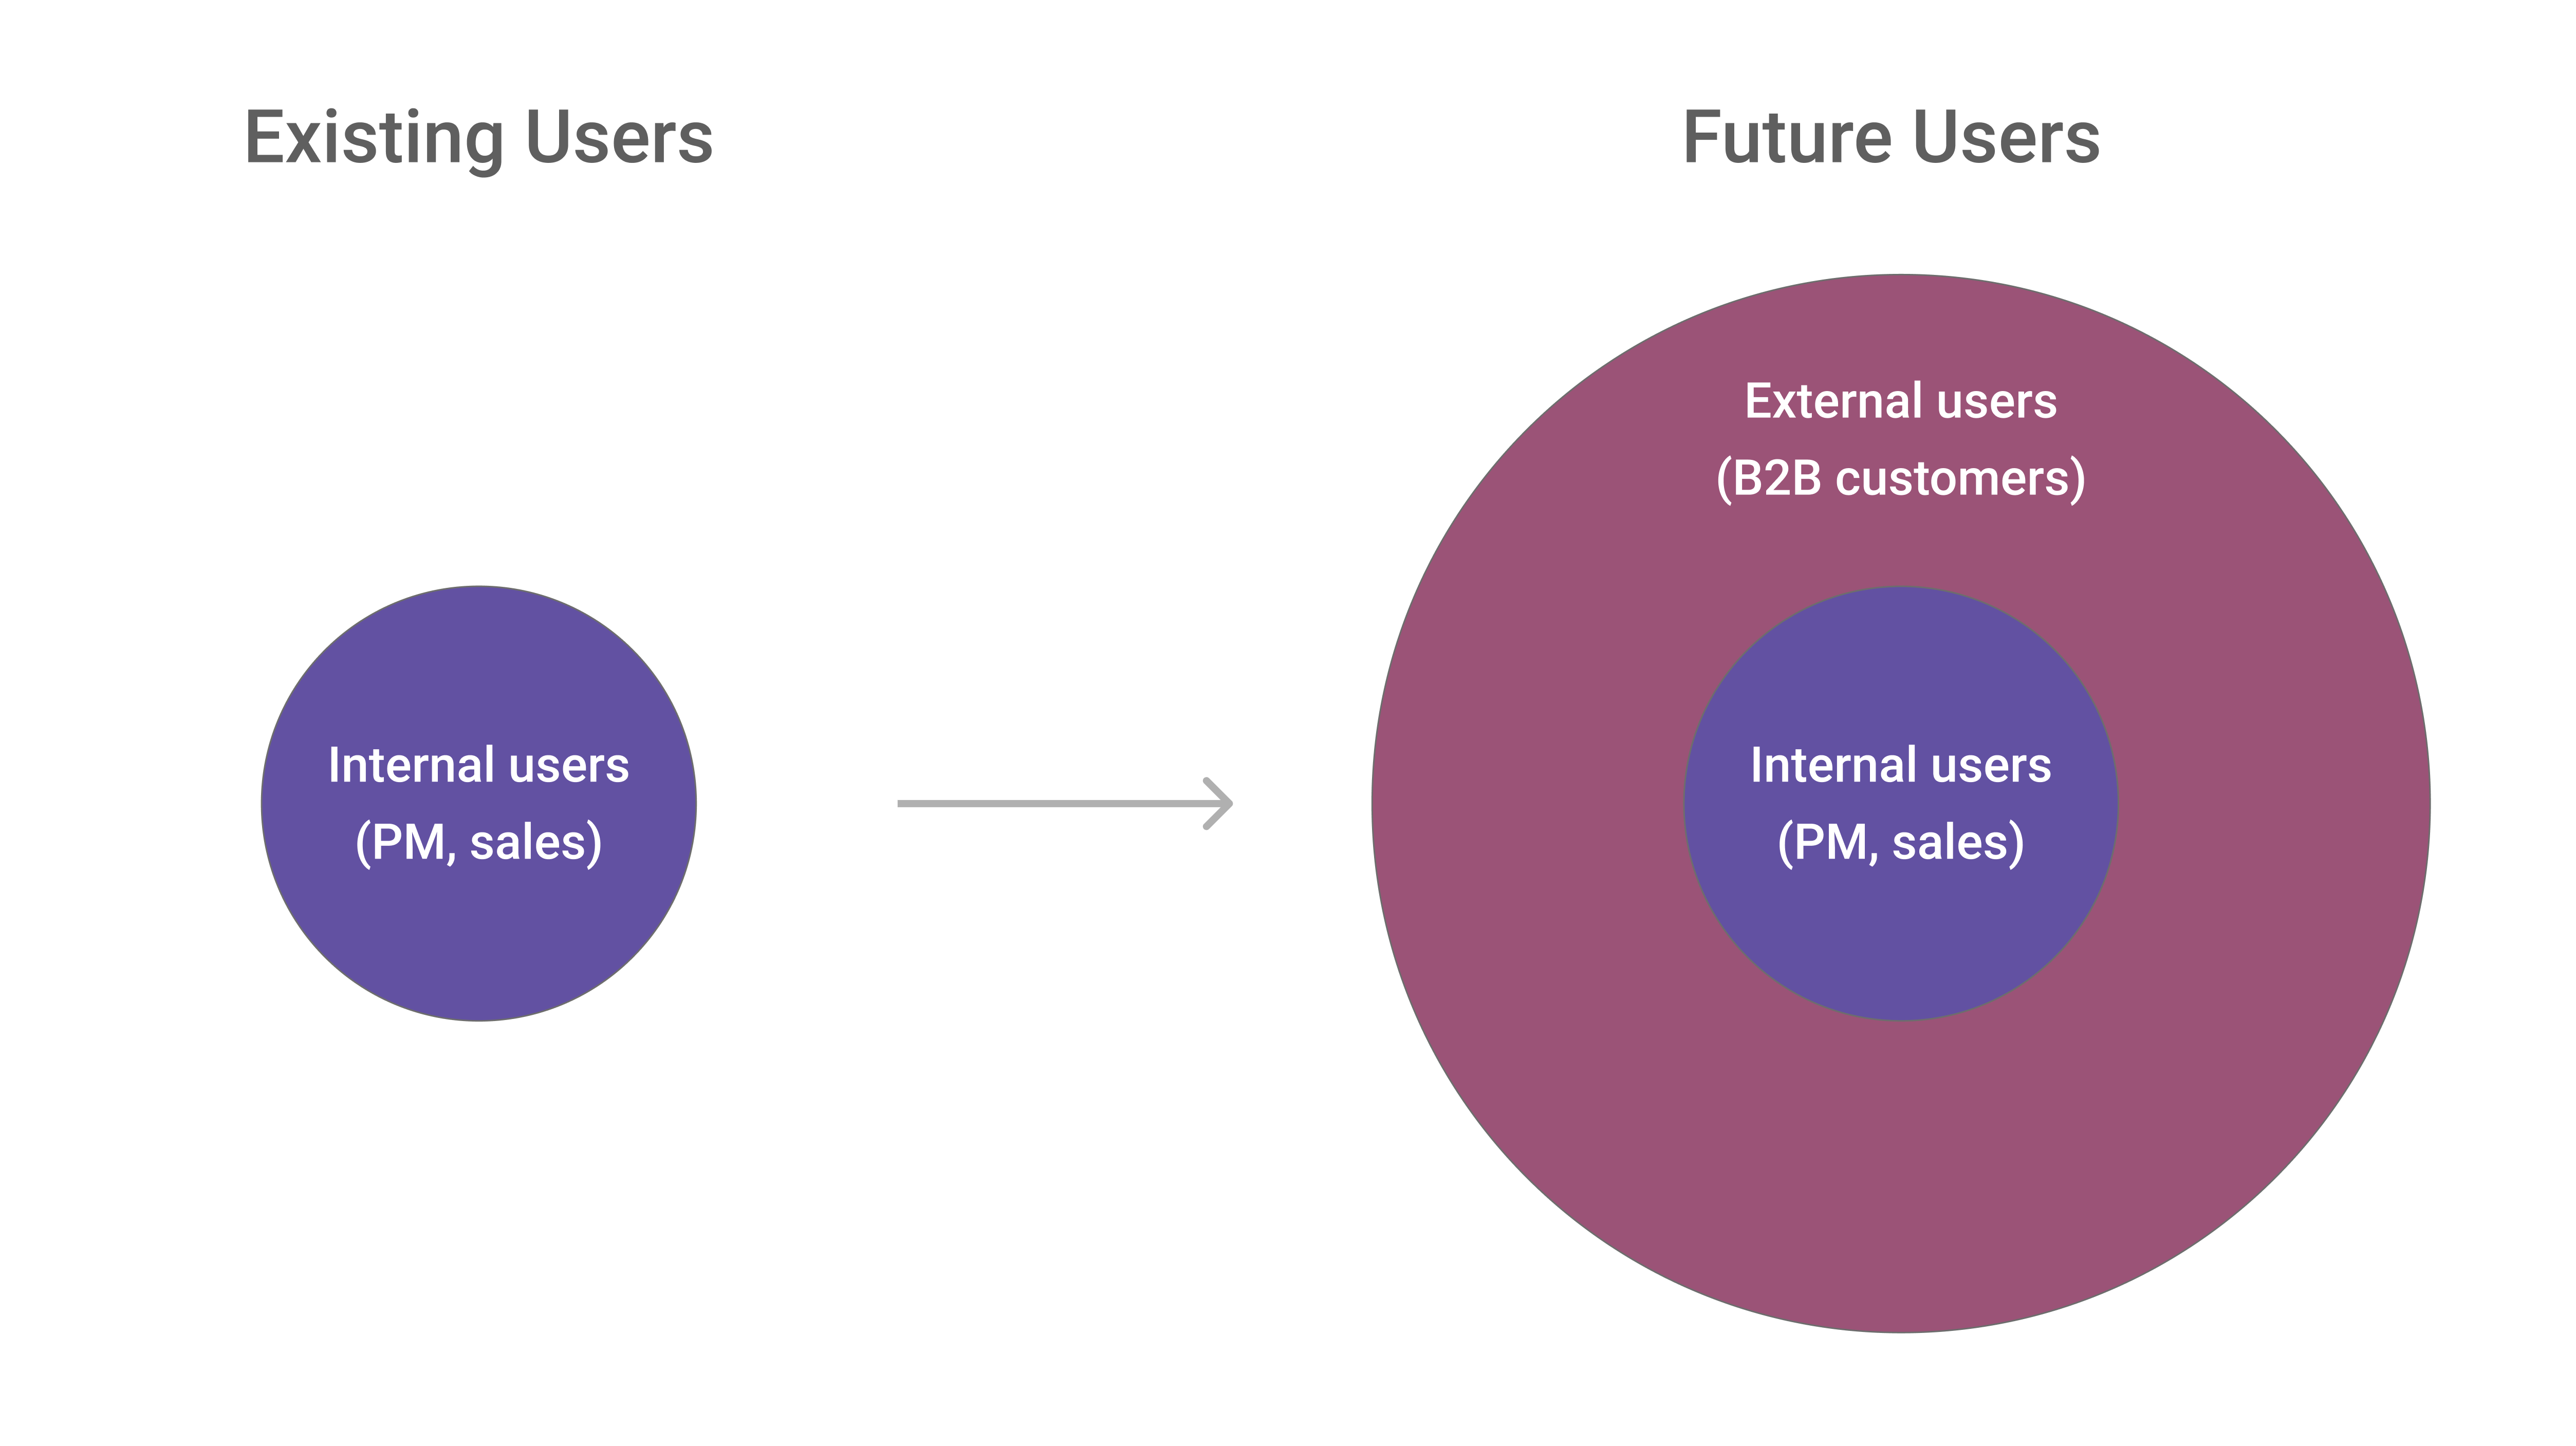 Existing Users
Future Users
Internal users
(PM, sales)
External users
(B2B customers)
Internal users
(PM, sales)